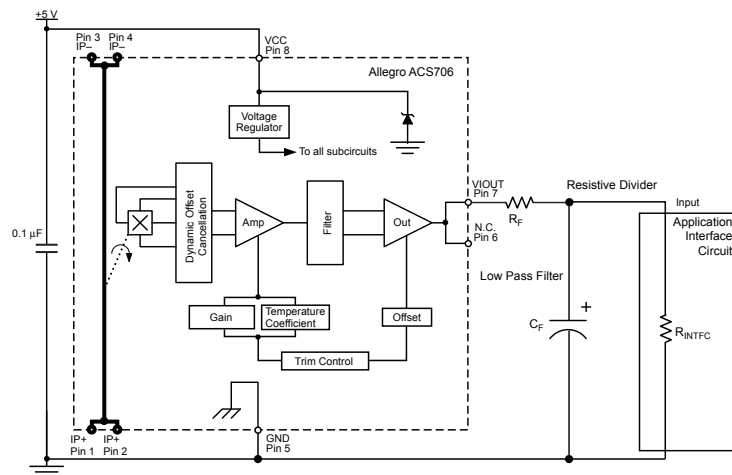 +5 V
Pin 3 Pin 4
IP– IP–
VCC
Pin 8
Allegro ACS706
Voltage
Regulator
To all subcircuits
0.1 µF
Dynamic Offset
Cancellation
Amp
Filter
Out
VIOUT
Pin 7
N.C.
Pin 6
RF
Resistive Divider
Input
Application
Interface
Circuit
Low Pass Filter
CF
+
RINTFC
Gain
Temperature
Coefficient
Offset
Trim Control
GND
Pin 5
IP+ IP+
Pin 1 Pin 2